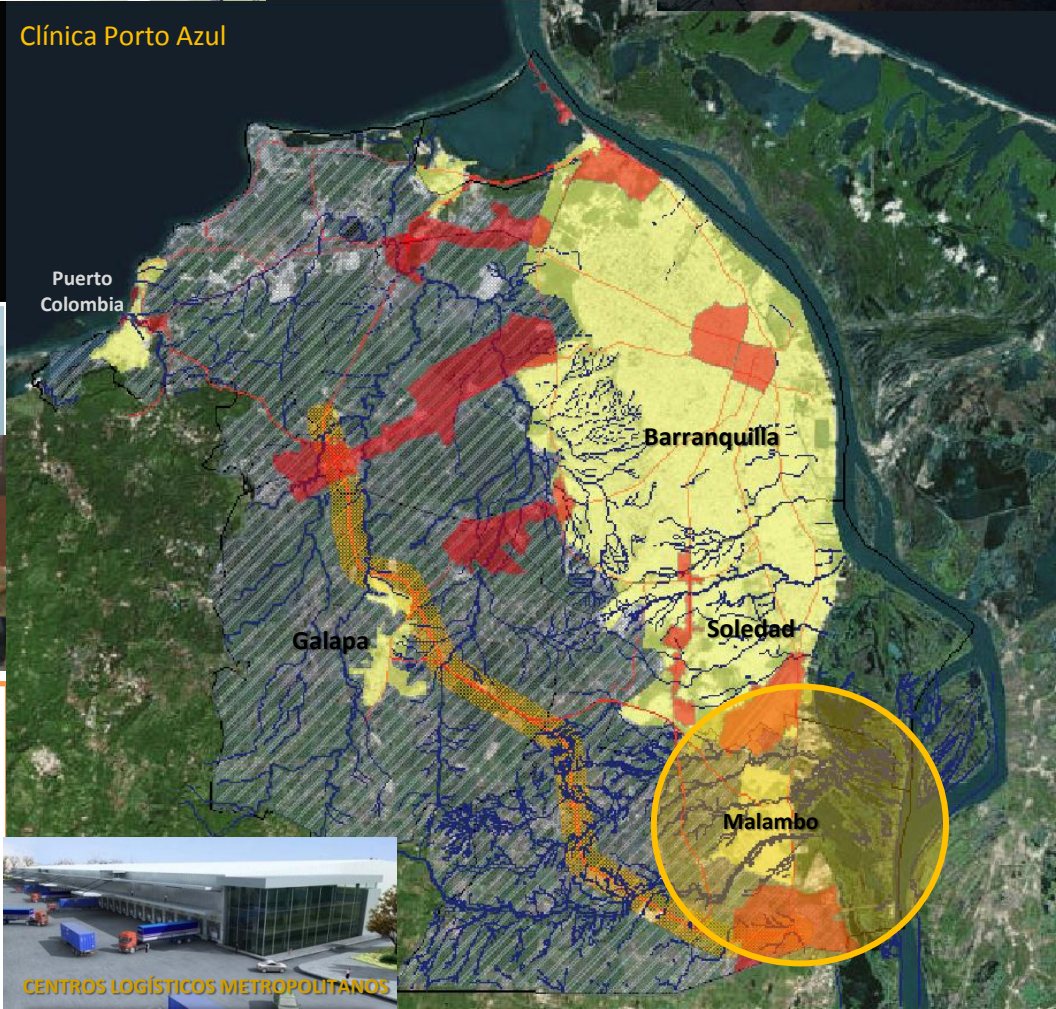 Clínica Porto Azul
Puerto
Colombia
Barranquilla
Soledad
Galapa
Malambo
CENTROS LOGÍSTICOS METROPOLITANOS